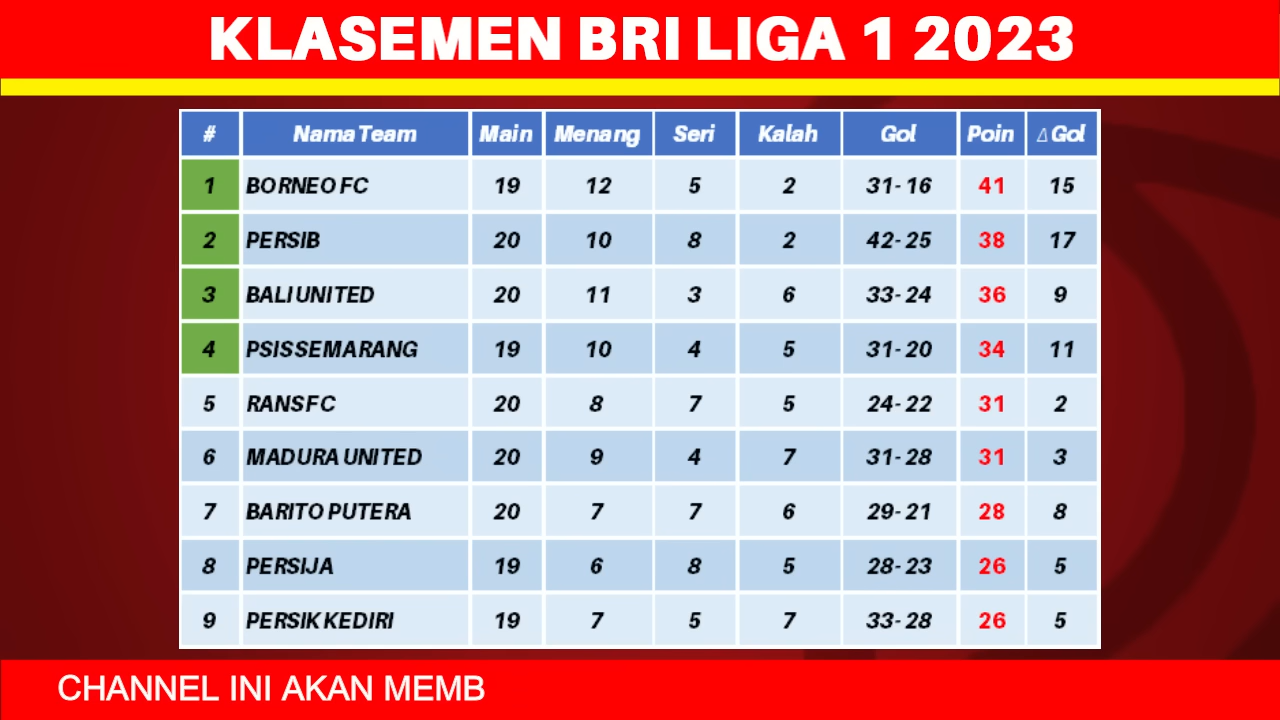 KLASEMEN BRI LIGA 1 2023
# Nama Team Main Menang Seri Kalah Gol Poin Δ Gol
1 BORNEO FC 19 12 5 2 31-16 41 15
2 PERSIB 20 10 8 2 42-25 38 17
3 BALI UNITED 20 11 3 6 33-24 36 9
4 PSIS SEMARANG 19 10 4 5 31-20 34 11
5 RANS FC 20 8 7 5 24-22 31 2
6 MADURA UNITED 20 9 4 7 31-28 31 3
7 BARITO PUTERA 20 7 7 6 29-21 28 8
8 PERSIJA 19 6 8 5 28-23 26 5
9 PERSIK KEDIRI 19 7 5 7 33-28 26 5
CHANNEL INI AKAN MEMB